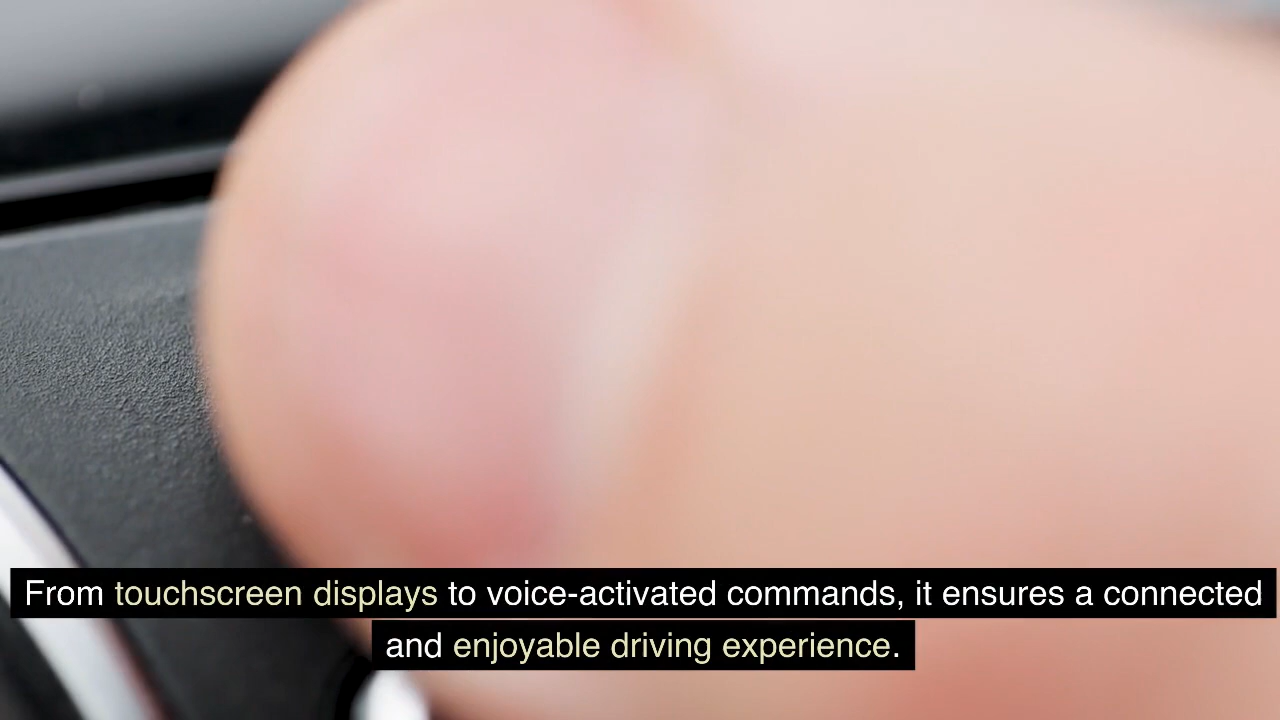 From touchscreen displays to voice-activated commands, it ensures a connected
and enjoyable driving experience.